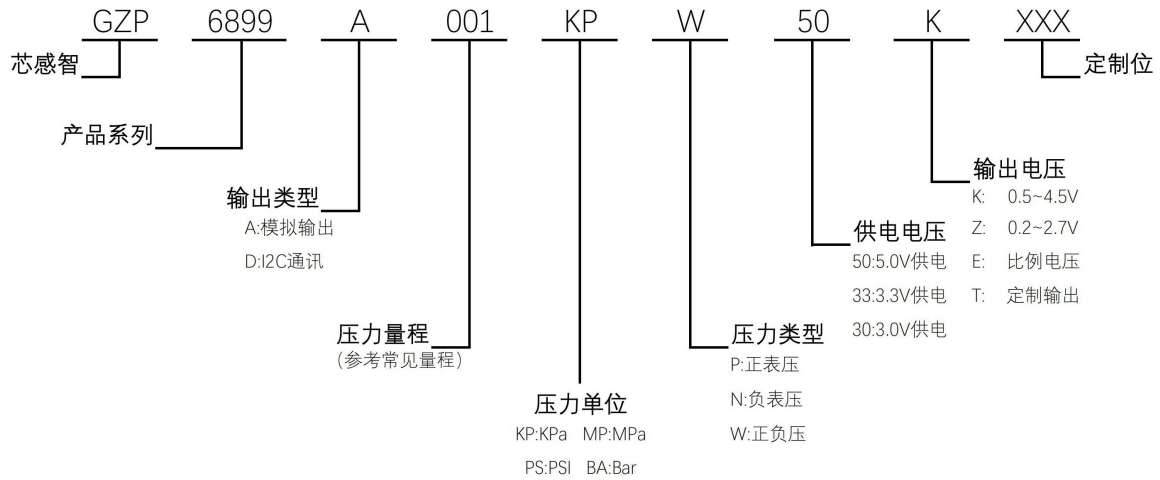 GZP 6899 A 001 KP W 50 K XXX
芯感智
定制位
产品系列
输出类型
A:模拟输出
D:I2C通讯
压力量程
(参考常见量程)
压力单位
KP:KPa MP:MPa
PS:PSI BA:Bar
压力类型
P:正表压
N:负表压
W:正负压
供电电压
50:5.0V供电
33:3.3V供电
30:3.0V供电
输出电压
K: 0.5~4.5V
Z: 0.2~2.7V
E: 比例电压
T: 定制输出